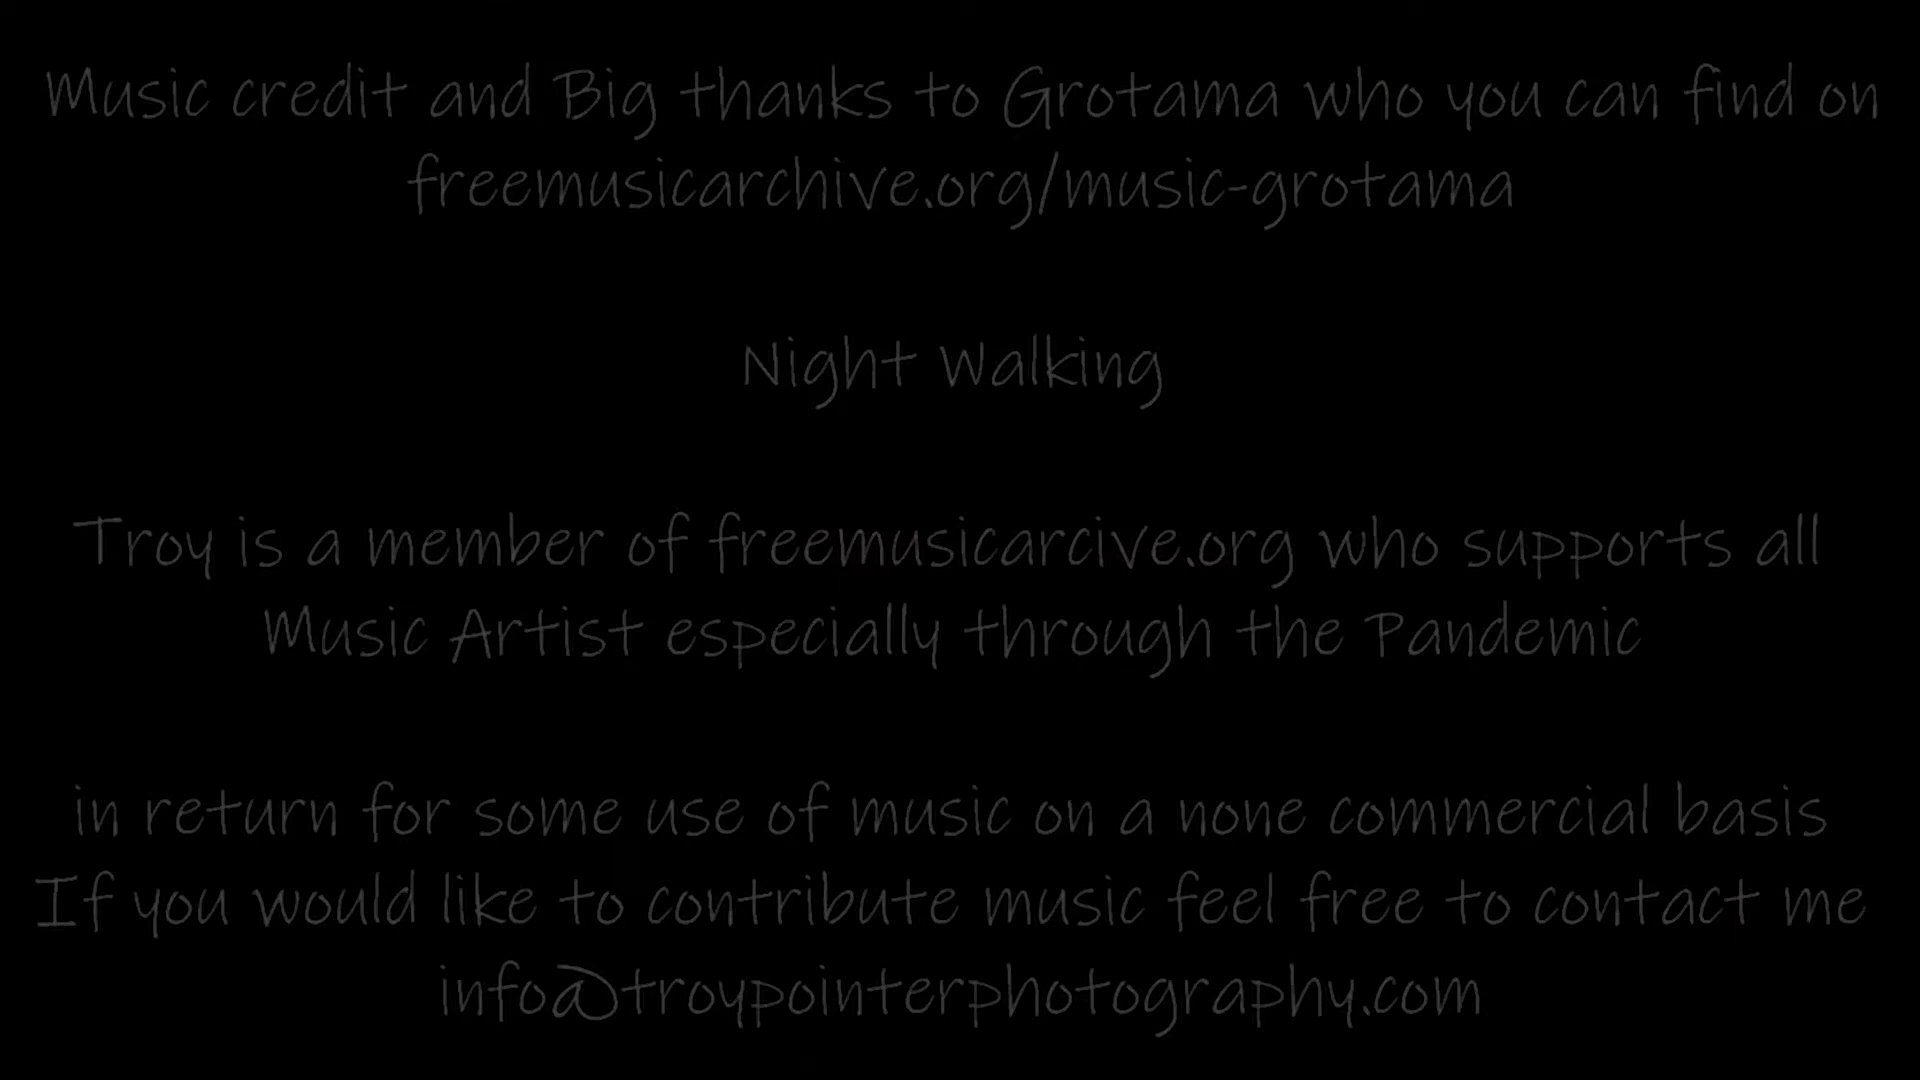 Music credit and Big thanks to Grotama who you can find on
freemusicarchive.org/music-grotama
Night Walking
Troy is a member of freemusicarcive.org who supports all
Music Artist especially through the Pandemic
in return for some use of music on a none commercial basis
If you would like to contribute music feel free to contact me
info@troypointerphotography.com